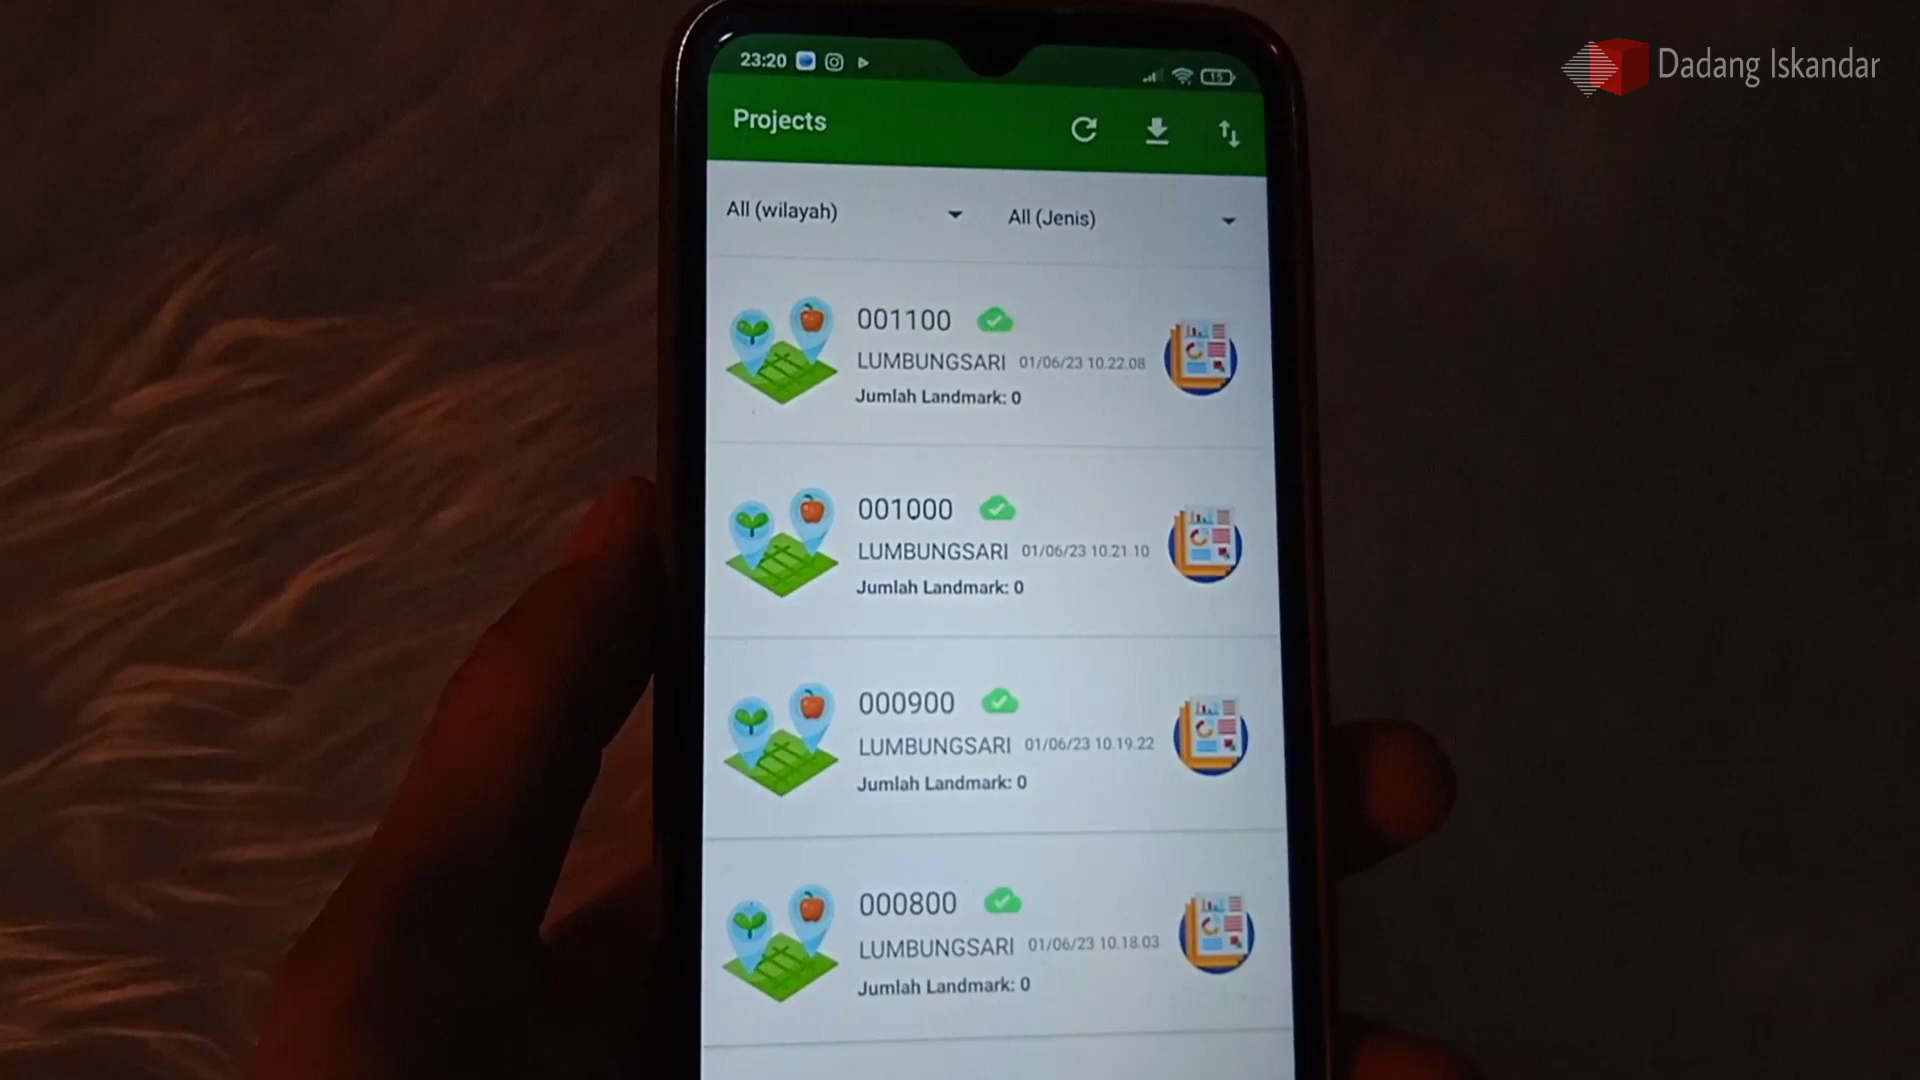 Dadang Iskandar
23:20
15
Projects
All (wilayah)
All (Jenis)
001100
LUMBUNGSARI 01/06/23 10.22.08
Jumlah Landmark: 0
001000
LUMBUNGSARI 01/06/23 10.21.10
Jumlah Landmark: 0
000900
LUMBUNGSARI 01/06/23 10.19.22
Jumlah Landmark: 0
000800
LUMBUNGSARI 01/06/23 10.18.03
Jumlah Landmark: 0